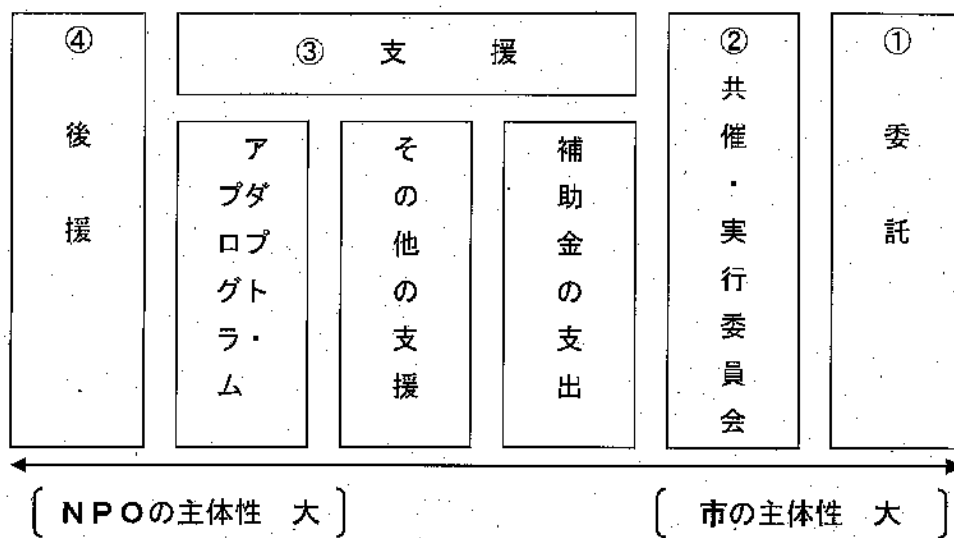 ④後援
③支援
アダプト・
プログラム
その他の支援
補助金の支出
②共催・実行委員会
①委託
〔NPOの主体性 大〕
〔市の主体性 大〕